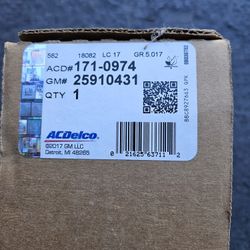 562 18082 LC 17 GR 5.017
ACD# 171-0974
GM# 25910431
QTY 1
ACDelco
©2017 GM LLC
Detroit, MI 48265
0 21625 63711 2